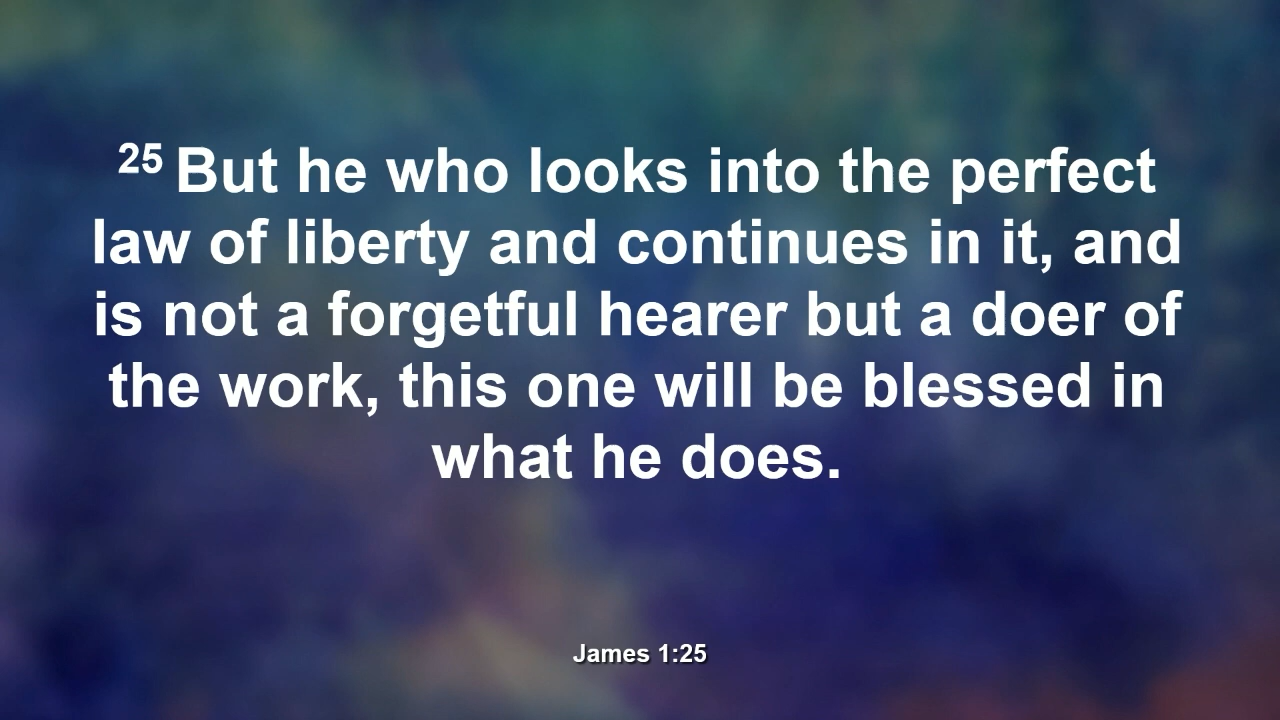 25 But he who looks into the perfect
law of liberty and continues in it, and
is not a forgetful hearer but a doer of
the work, this one will be blessed in
what he does.
James 1:25